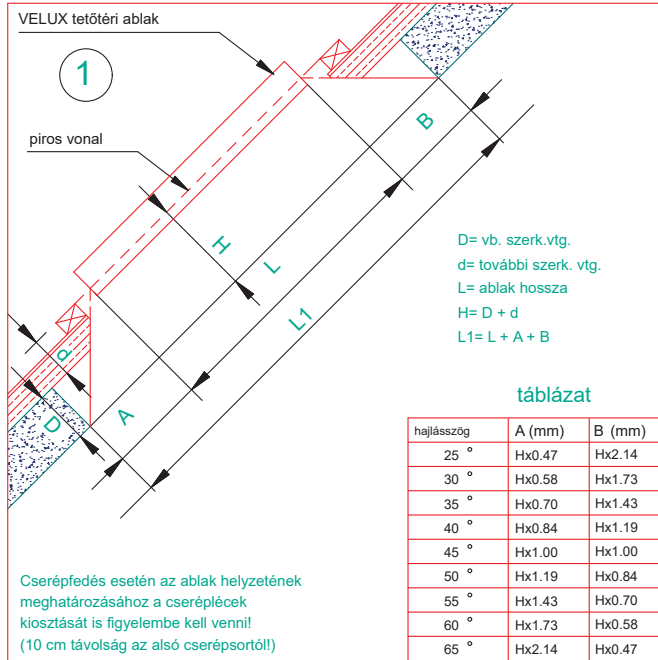 VELUX tetőtéri ablak
1
piros vonal
B
H
L
L1
d
D
A
D= vb. szerk.vtg.
d= további szerk. vtg.
L= ablak hossza
H= D + d
L1= L + A + B
táblázat
hajlásszög A (mm) B (mm)
25 ° Hx0.47 Hx2.14
30 ° Hx0.58 Hx1.73
35 ° Hx0.70 Hx1.43
40 ° Hx0.84 Hx1.19
45 ° Hx1.00 Hx1.00
50 ° Hx1.19 Hx0.84
55 ° Hx1.43 Hx0.70
60 ° Hx1.73 Hx0.58
65 ° Hx2.14 Hx0.47
Cserépfedés esetén az ablak helyzetének
meghatározásához a cseréplécek
kiosztását is figyelembe kell venni!
(10 cm távolság az alsó cserépsortól!)